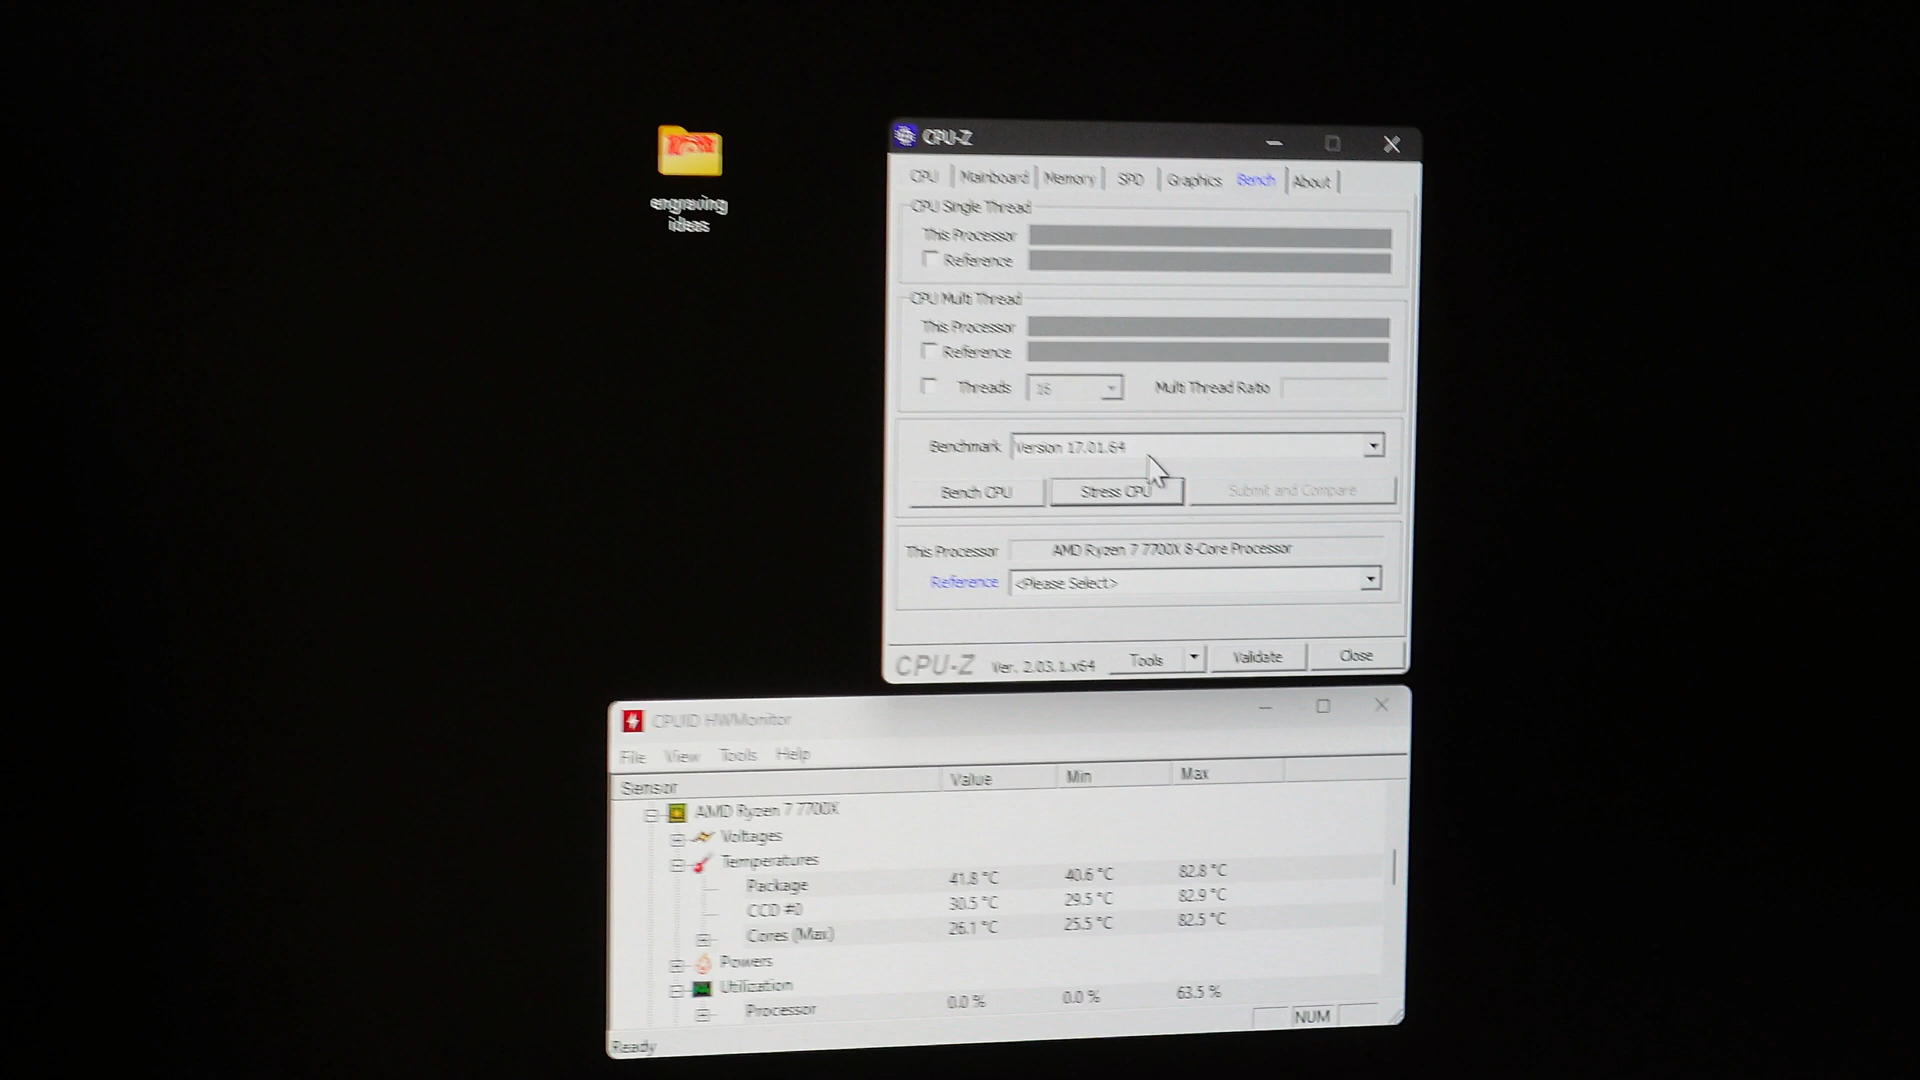 engraving
ideas
CPU-Z
CPU Mainboard Memory SPD Graphics Bench About
CPU Single Thread
This Processor
Reference
CPU Multi Thread
This Processor
Reference
Threads 16 Multi Thread Ratio
Benchmark Version 17.01.64
Bench CPU Stress CPU Submit and Compare
This Processor AMD Ryzen 7 7700X 8-Core Processor
Reference <Please Select>
CPU-Z Ver. 2.03.1.x64 Tools Validate Close
CPUID HWMonitor
File View Tools Help
Sensor Value Min Max
AMD Ryzen 7 7700X
Voltages
Temperatures
Package 41.8 °C 40.6 °C 82.8 °C
CCD #0 30.5 °C 29.5 °C 82.9 °C
Cores (Max) 26.1 °C 25.5 °C 82.5 °C
Powers
Utilization
Processor 0.0 % 0.0 % 63.5 %
Ready NUM